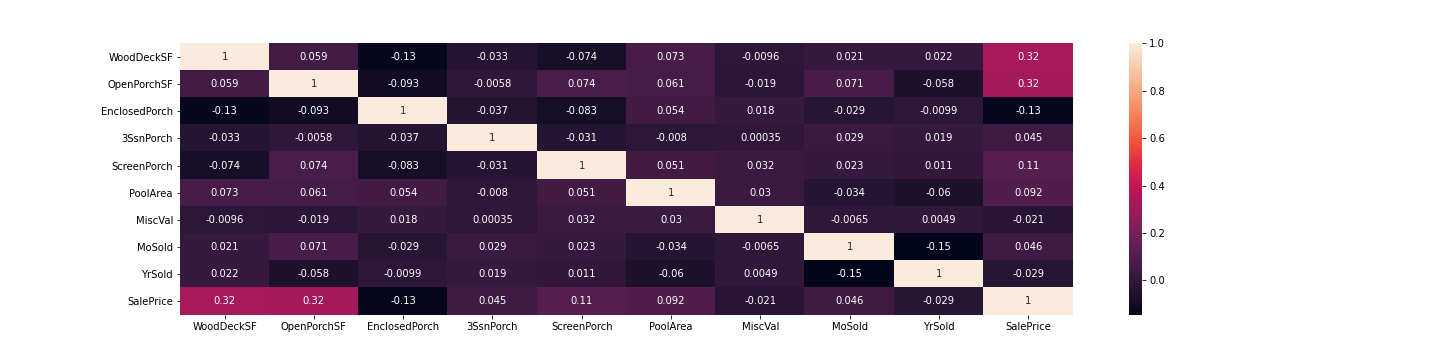 WoodDeckSF 1 0.059 -0.13 -0.033 -0.074 0.073 -0.0096 0.021 0.022 0.32
OpenPorchSF 0.059 1 -0.093 -0.0058 0.074 0.061 -0.019 0.071 -0.058 0.32
EnclosedPorch -0.13 -0.093 1 -0.037 -0.083 0.054 0.018 -0.029 -0.0099 -0.13
3SsnPorch -0.033 -0.0058 -0.037 1 -0.031 -0.008 0.00035 0.029 0.019 0.045
ScreenPorch -0.074 0.074 -0.083 -0.031 1 0.051 0.032 0.023 0.011 0.11
PoolArea 0.073 0.061 0.054 -0.008 0.051 1 0.03 -0.034 -0.06 0.092
MiscVal -0.0096 -0.019 0.018 0.00035 0.032 0.03 1 -0.0065 0.0049 -0.021
MoSold 0.021 0.071 -0.029 0.029 0.023 -0.034 -0.0065 1 -0.15 0.046
YrSold 0.022 -0.058 -0.0099 0.019 0.011 -0.06 0.0049 -0.15 1 -0.029
SalePrice 0.32 0.32 -0.13 0.045 0.11 0.092 -0.021 0.046 -0.029 1
WoodDeckSF OpenPorchSF EnclosedPorch 3SsnPorch ScreenPorch PoolArea MiscVal MoSold YrSold SalePrice
1.0
0.8
0.6
0.4
0.2
0.0